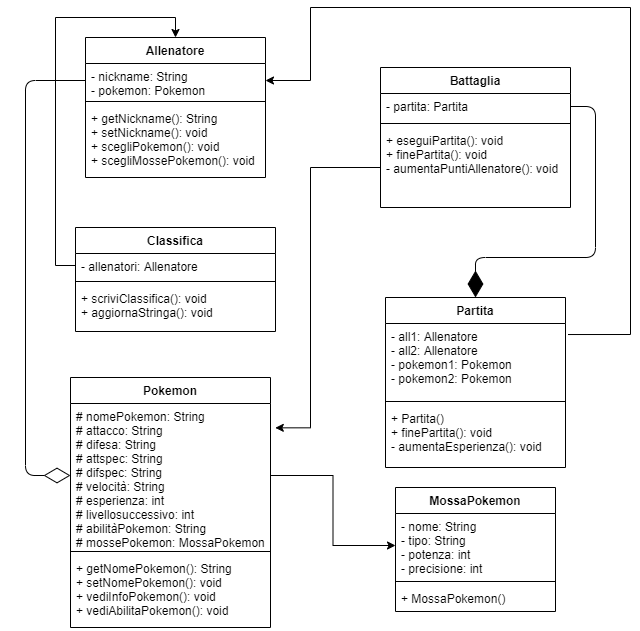 Allenatore
- nickname: String
- pokemon: Pokemon
+ getNickname(): String
+ setNickname(): void
+ scegliPokemon(): void
+ scegliMossePokemon(): void
Battaglia
- partita: Partita
+ eseguiPartita(): void
+ finePartita(): void
- aumentaPuntiAllenatore(): void
Classifica
- allenatori: Allenatore
+ scriviClassifica(): void
+ aggiornaStringa(): void
Partita
- all1: Allenatore
- all2: Allenatore
- pokemon1: Pokemon
- pokemon2: Pokemon
+ Partita()
+ finePartita(): void
- aumentaEsperienza(): void
Pokemon
# nomePokemon: String
# attacco: String
# difesa: String
# attspec: String
# difspec: String
# velocità: String
# esperienza: int
# livellosuccessivo: int
# abilitàPokemon: String
# mossePokemon: MossaPokemon
+ getNomePokemon(): String
+ setNomePokemon(): void
+ vediInfoPokemon(): void
+ vediAbilitaPokemon(): void
MossaPokemon
- nome: String
- tipo: String
- potenza: int
- precisione: int
+ MossaPokemon()